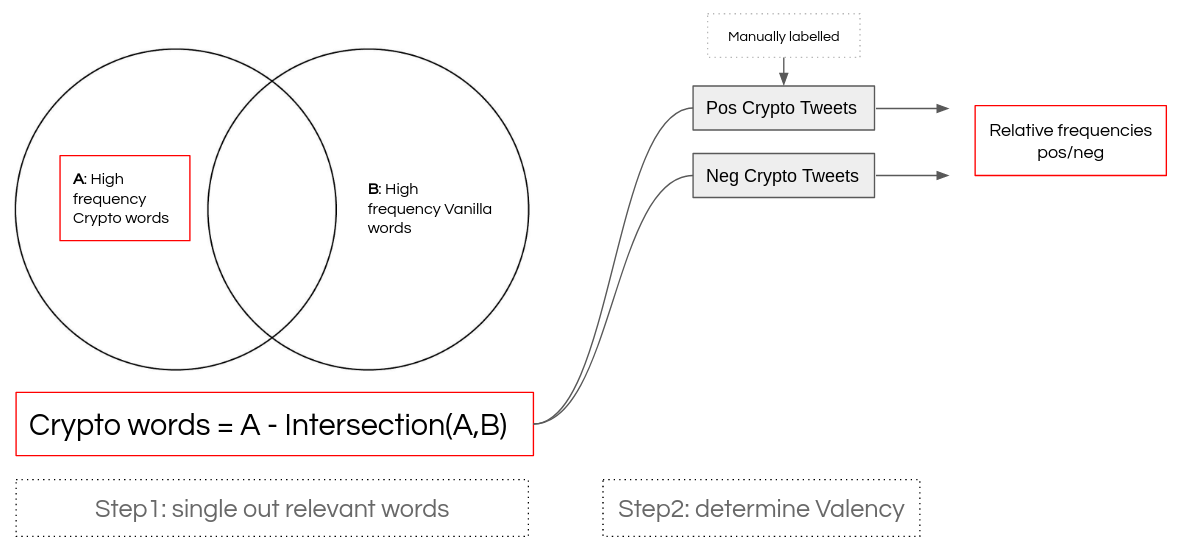 A: High
frequency
Crypto words
B: High
frequency Vanilla
words
Crypto words = A - Intersection(A,B)
Step1: single out relevant words
Manually labelled
Pos Crypto Tweets
Neg Crypto Tweets
Relative frequencies
pos/neg
Step2: determine Valency